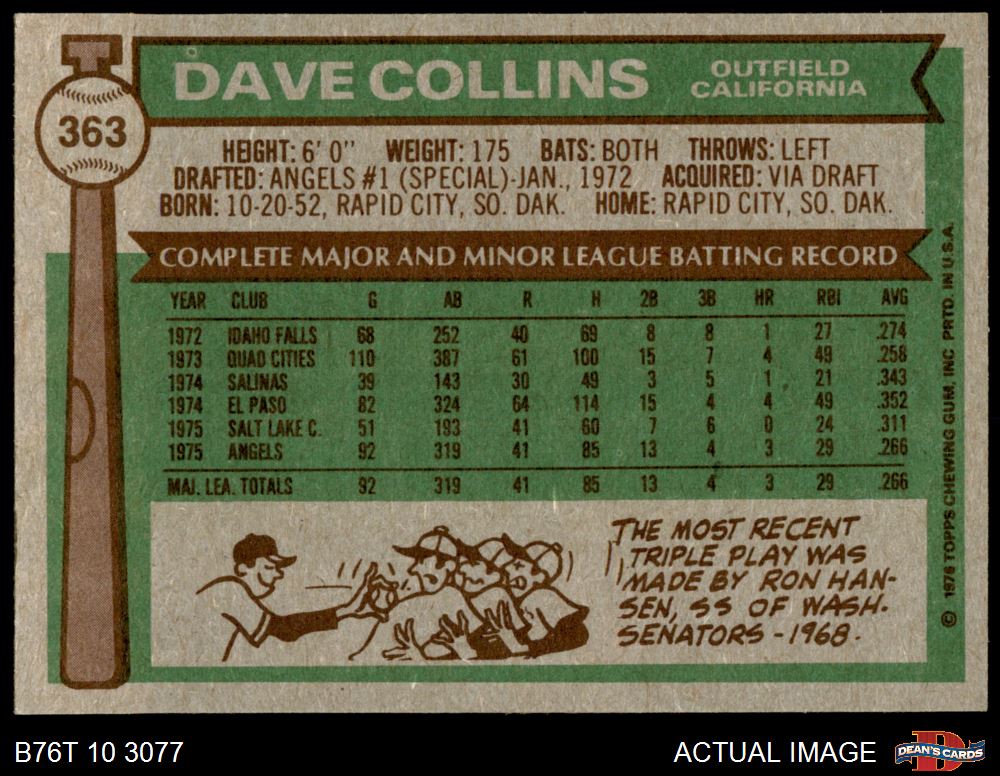 363
DAVE COLLINS
OUTFIELD
CALIFORNIA
HEIGHT: 6' 0" WEIGHT: 175 BATS: BOTH THROWS: LEFT
DRAFTED: ANGELS #1 (SPECIAL)-JAN., 1972 ACQUIRED: VIA DRAFT
BORN: 10-20-52, RAPID CITY, SO. DAK. HOME: RAPID CITY, SO. DAK.
COMPLETE MAJOR AND MINOR LEAGUE BATTING RECORD
YEAR CLUB G AB R H 2B 3B HR RBI AVG
1972 IDAHO FALLS 68 252 40 69 8 8 1 27 .274
1973 QUAD CITIES 110 387 61 100 15 7 4 49 .258
1974 SALINAS 39 143 30 49 3 5 1 21 .343
1974 EL PASO 82 324 64 114 15 4 4 49 .352
1975 SALT LAKE C. 51 193 41 60 7 6 0 24 .311
1975 ANGELS 92 319 41 85 13 4 3 29 .266
MAJ. LEA. TOTALS 92 319 41 85 13 4 3 29 .266
THE MOST RECENT
TRIPLE PLAY WAS
MADE BY RON HAN-
SEN, SS OF WASH.
SENATORS - 1968.
© 1976 TOPPS CHEWING GUM, INC. PRTD. IN U.S.A.
B76T 10 3077
ACTUAL IMAGE
DEAN'S CARDS